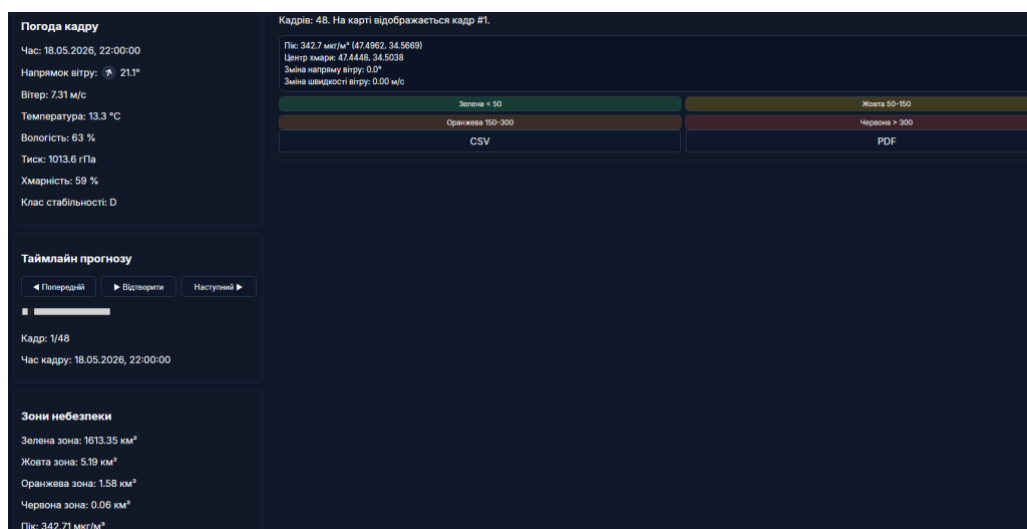 Погода кадру
Час: 18.05.2026, 22:00:00
Напрямок вітру: 21.1°
Вітер: 7.31 м/с
Температура: 13.3 °C
Вологість: 63 %
Тиск: 1013.6 гПа
Хмарність: 59 %
Клас стабільності: D
Таймлайн прогнозу
◀ Попередній ▶ Відтворити Наступний ▶
Кадр: 1/48
Час кадру: 18.05.2026, 22:00:00
Зони небезпеки
Зелена зона: 1613.35 км²
Жовта зона: 5.19 км²
Оранжева зона: 1.58 км²
Червона зона: 0.06 км²
Пік: 342.71 мкг/м³
Кадрів: 48. На карті відображається кадр #1.
Пік: 342.7 мкг/м³ (47.4962, 34.5669)
Центр хмари: 47.4448, 34.5038
Зміна напряму вітру: 0.0°
Зміна швидкості вітру: 0.00 м/с
Зелена < 50 Жовта 50-150
Оранжева 150-300 Червона > 300
CSV PDF